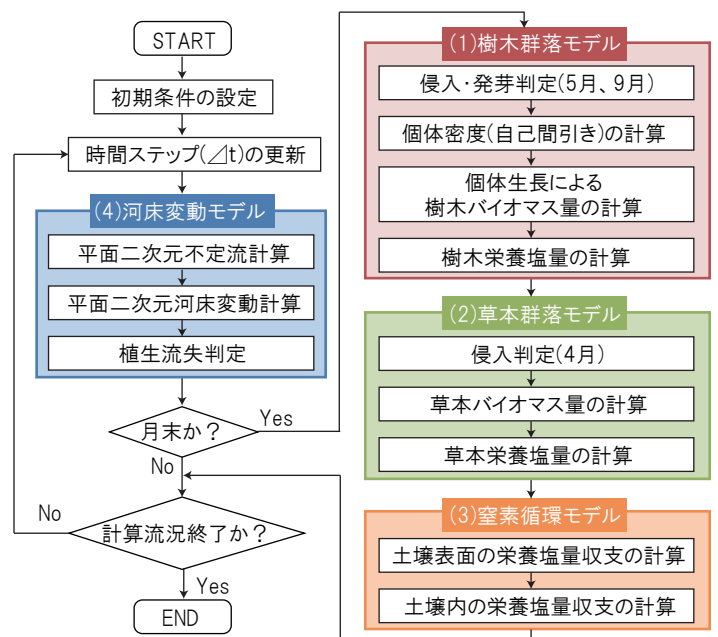 START
初期条件の設定
時間ステップ(⊿t)の更新
(4)河床変動モデル
平面二次元不定流計算
平面二次元河床変動計算
植生流失判定
月末か？
Yes
No
計算流況終了か？
No
Yes
END
(1)樹木群落モデル
侵入・発芽判定(5月、9月)
個体密度(自己間引き)の計算
個体生長による
樹木バイオマス量の計算
樹木栄養塩量の計算
(2)草本群落モデル
侵入判定(4月)
草本バイオマス量の計算
草本栄養塩量の計算
(3)窒素循環モデル
土壌表面の栄養塩量収支の計算
土壌内の栄養塩量収支の計算